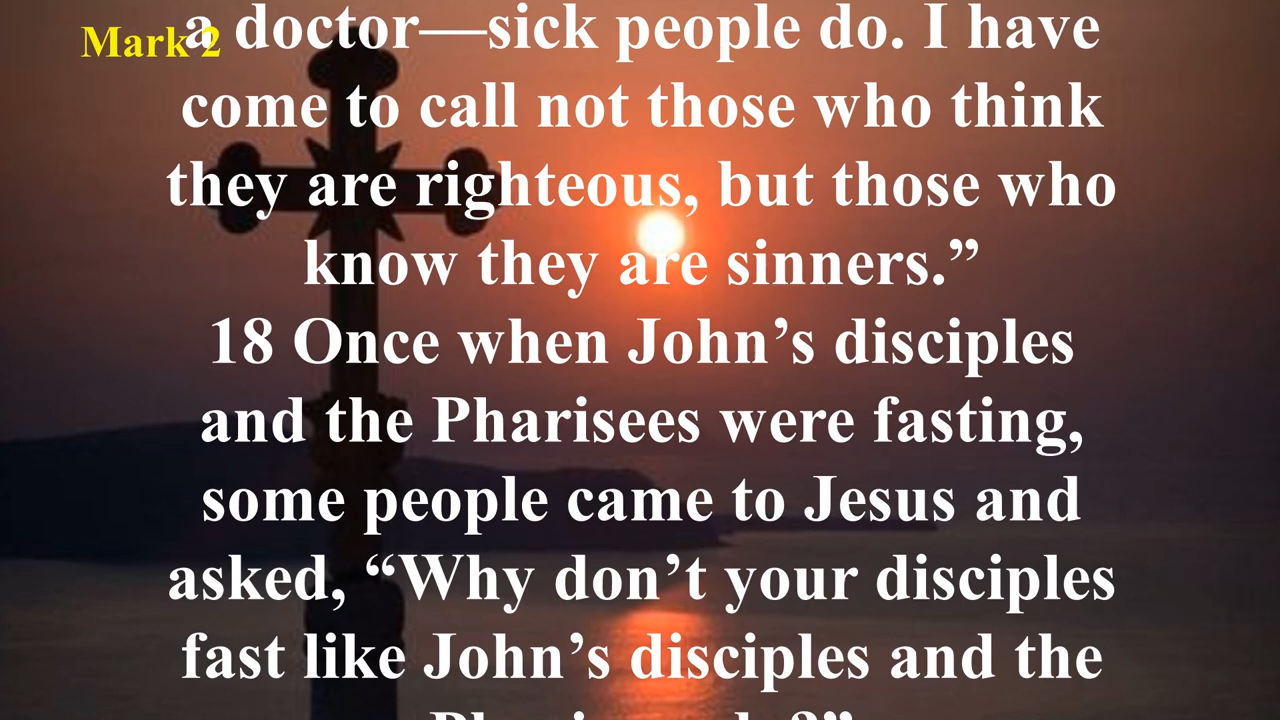 Mark 2
a doctor—sick people do. I have
come to call not those who think
they are righteous, but those who
know they are sinners.”
18 Once when John’s disciples
and the Pharisees were fasting,
some people came to Jesus and
asked, “Why don’t your disciples
fast like John’s disciples and the